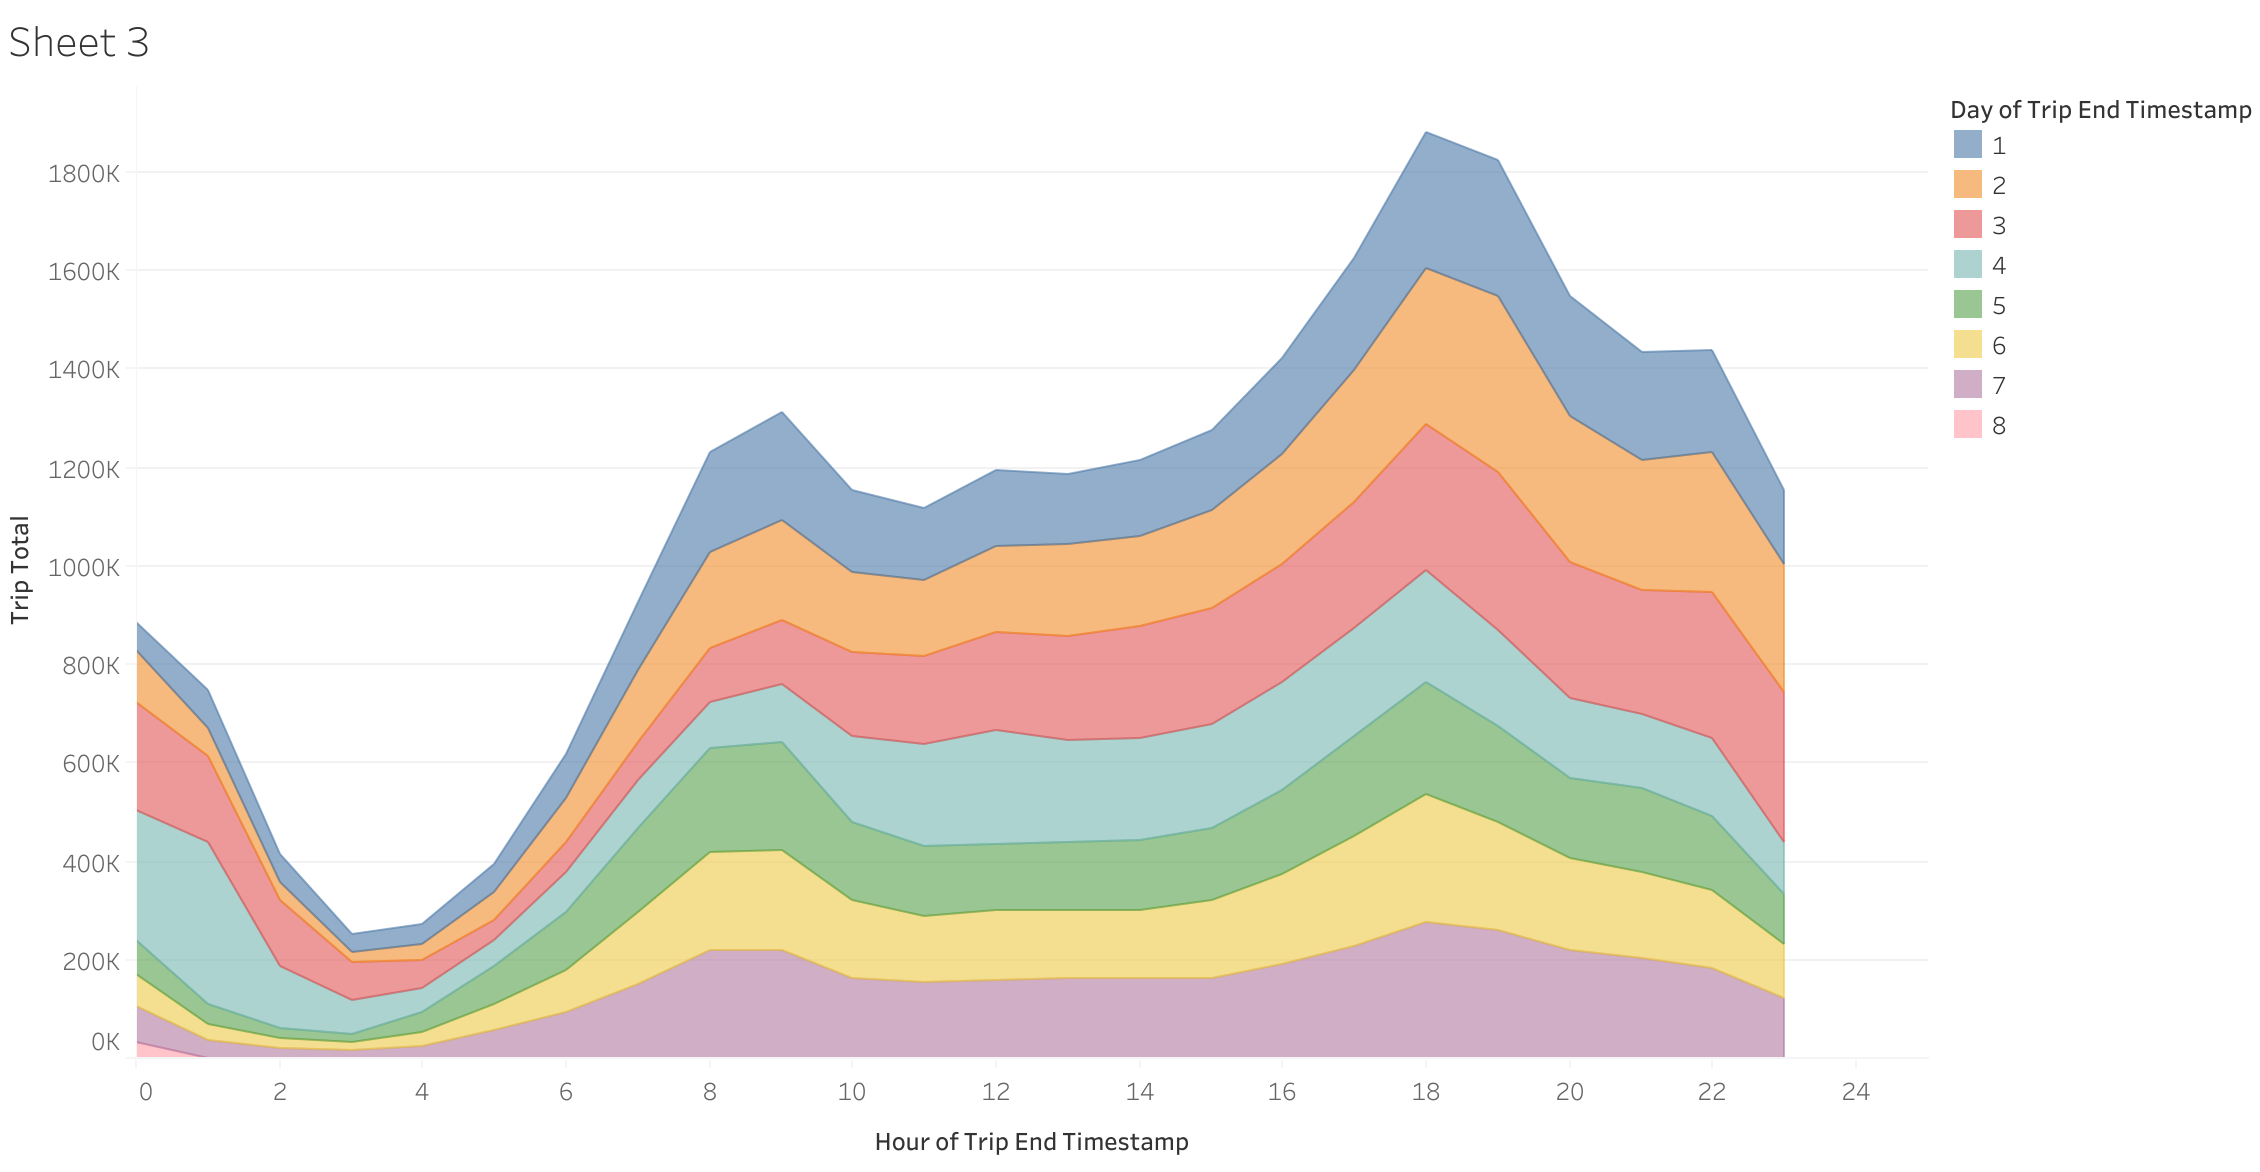 Sheet 3
Day of Trip End Timestamp
1
2
3
4
5
6
7
8
1800K
1600K
1400K
1200K
1000K
800K
600K
400K
200K
0K
Trip Total
0 2 4 6 8 10 12 14 16 18 20 22 24
Hour of Trip End Timestamp